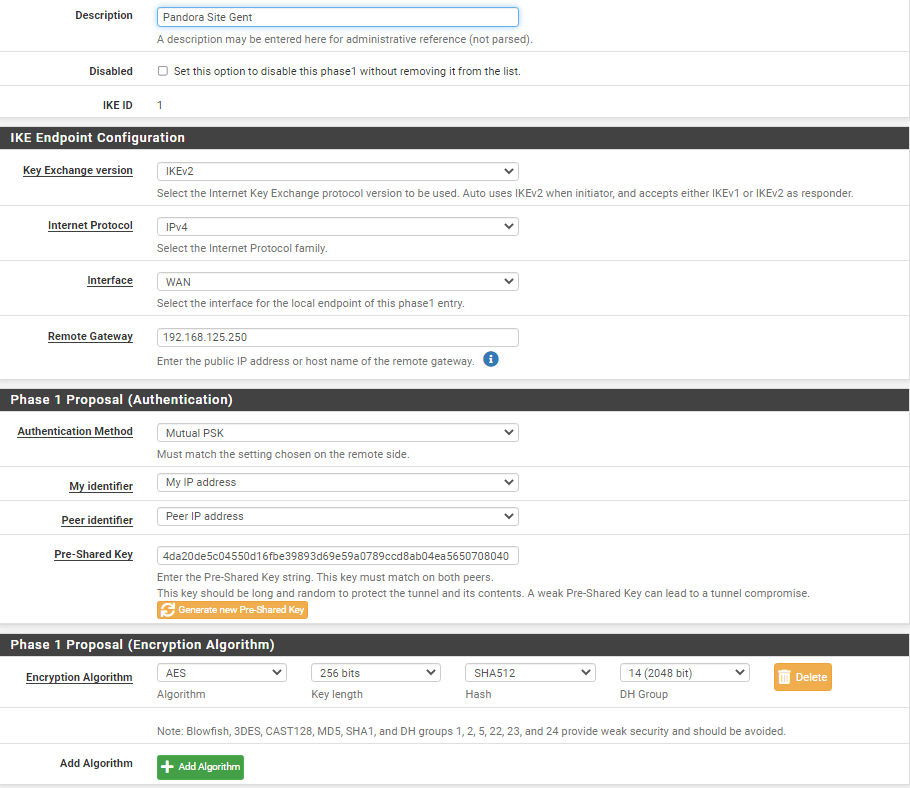 Description
Pandora Site Gent
A description may be entered here for administrative reference (not parsed).
Disabled
Set this option to disable this phase1 without removing it from the list.
IKE ID
1
IKE Endpoint Configuration
Key Exchange version
IKEv2
Select the Internet Key Exchange protocol version to be used. Auto uses IKEv2 when initiator, and accepts either IKEv1 or IKEv2 as responder.
Internet Protocol
IPv4
Select the Internet Protocol family.
Interface
WAN
Select the interface for the local endpoint of this phase1 entry.
Remote Gateway
192.168.125.250
Enter the public IP address or host name of the remote gateway.
Phase 1 Proposal (Authentication)
Authentication Method
Mutual PSK
Must match the setting chosen on the remote side.
My identifier
My IP address
Peer identifier
Peer IP address
Pre-Shared Key
4da20de5c04550d16fbe39893d69e59a0789ccd8ab04ea5650708040
Enter the Pre-Shared Key string. This key must match on both peers.
This key should be long and random to protect the tunnel and its contents. A weak Pre-Shared Key can lead to a tunnel compromise.
Generate new Pre-Shared Key
Phase 1 Proposal (Encryption Algorithm)
Encryption Algorithm
AES
256 bits
SHA512
14 (2048 bit)
Delete
Algorithm
Key length
Hash
DH Group
Note: Blowfish, 3DES, CAST128, MD5, SHA1, and DH groups 1, 2, 5, 22, 23, and 24 provide weak security and should be avoided.
Add Algorithm
Add Algorithm